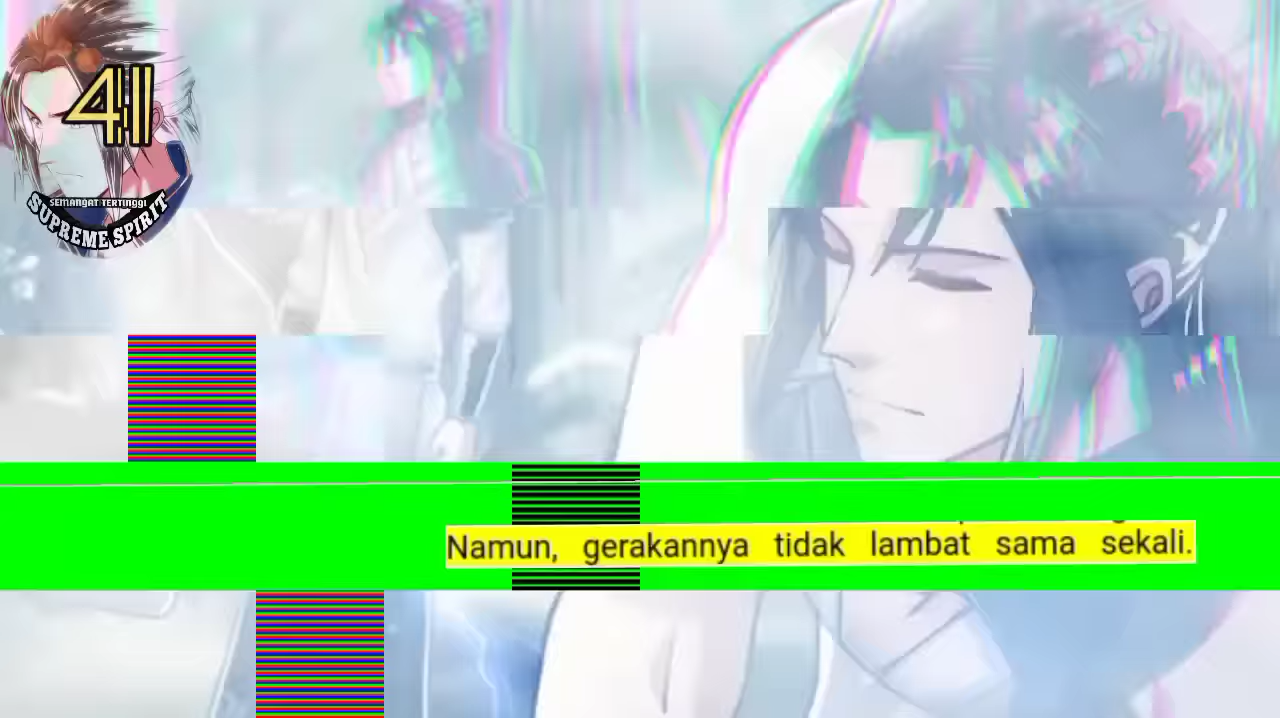 41
SEMANGAT TERTINGGI
SUPREME SPIRIT
Namun, gerakannya tidak lambat sama sekali.